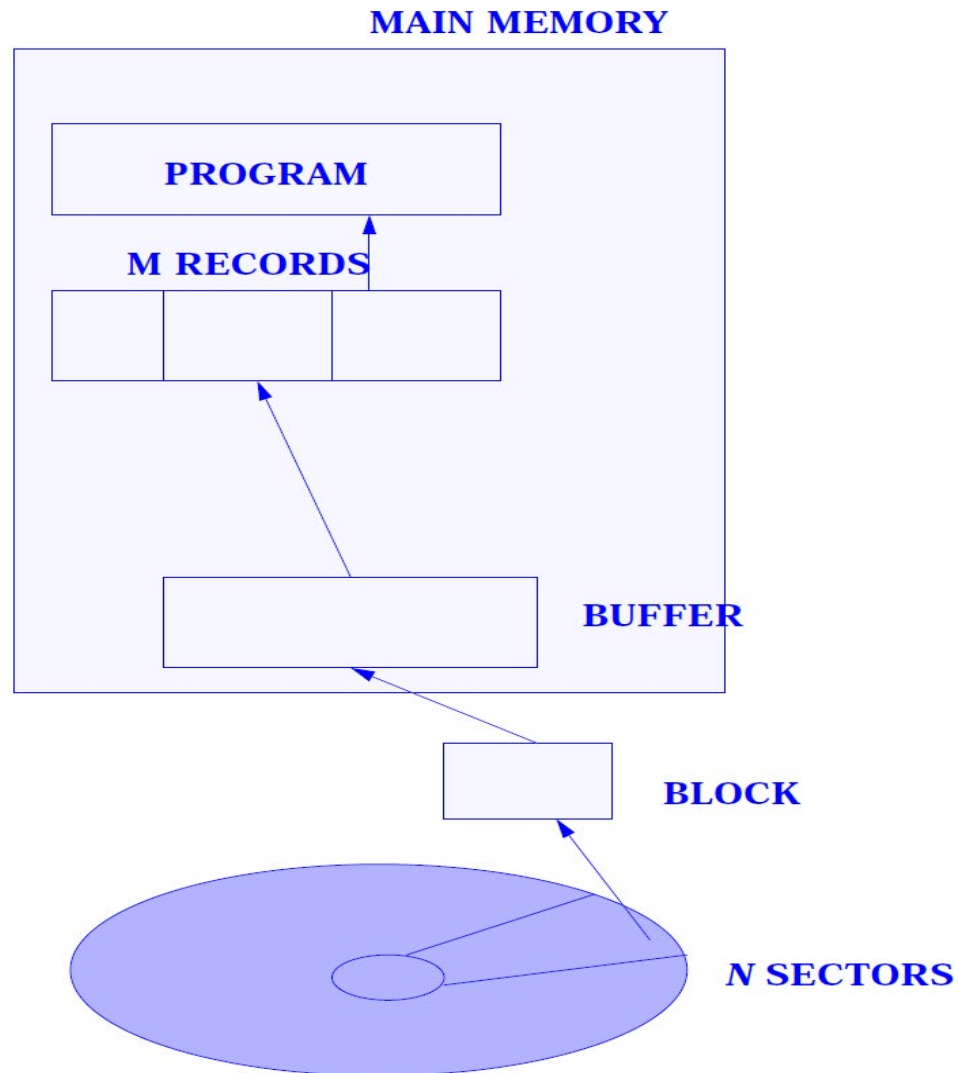 MAIN MEMORY
PROGRAM
M RECORDS
BUFFER
BLOCK
N SECTORS